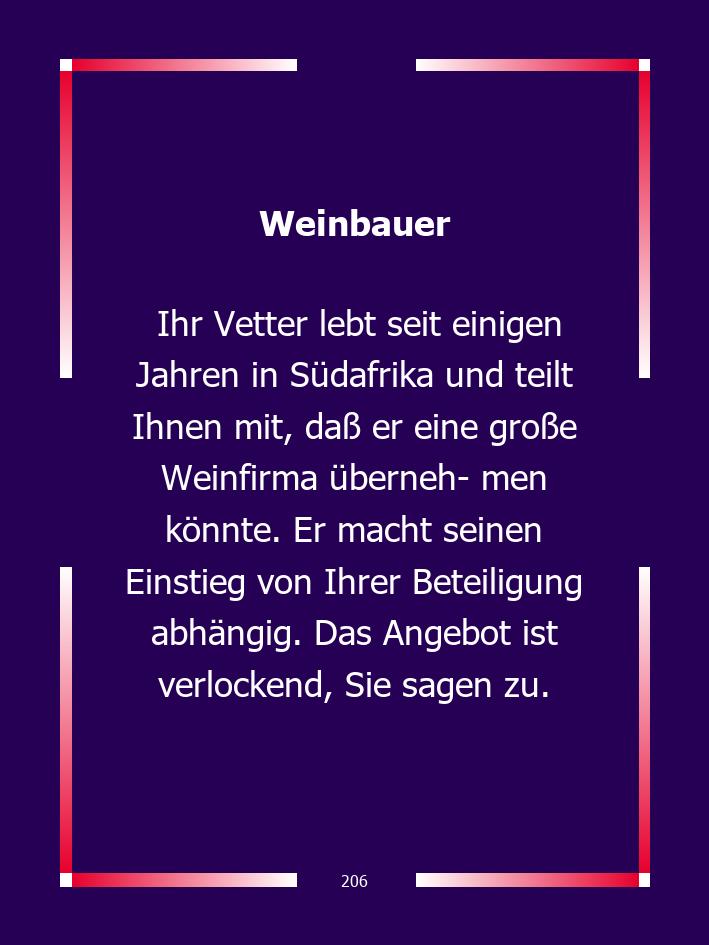 Weinbauer
Ihr Vetter lebt seit einigen
Jahren in Südafrika und teilt
Ihnen mit, daß er eine große
Weinfirma überneh- men
könnte. Er macht seinen
Einstieg von Ihrer Beteiligung
abhängig. Das Angebot ist
verlockend, Sie sagen zu.
206